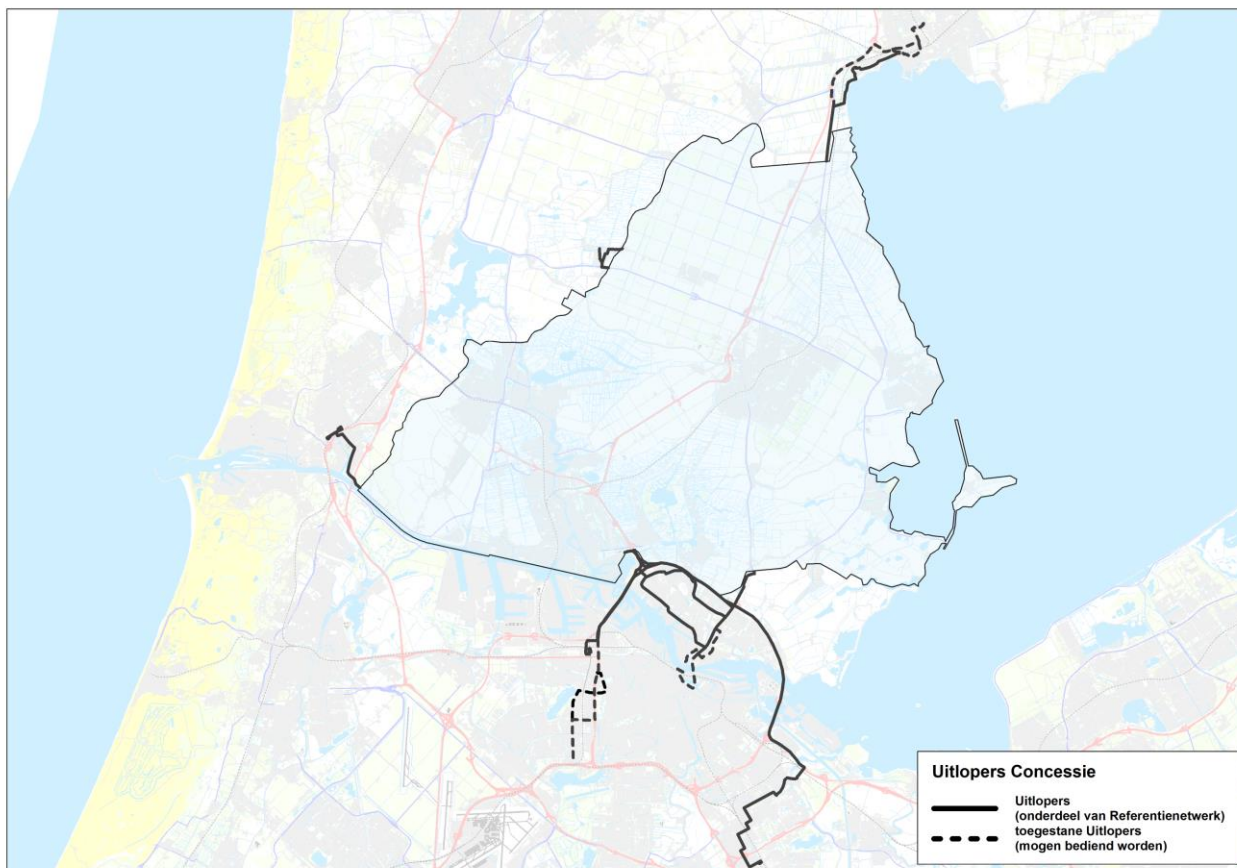 Uitlopers Concessie
Uitlopers
(onderdeel van Referentienetwerk)
toegestane Uitlopers
(mogen bediend worden)